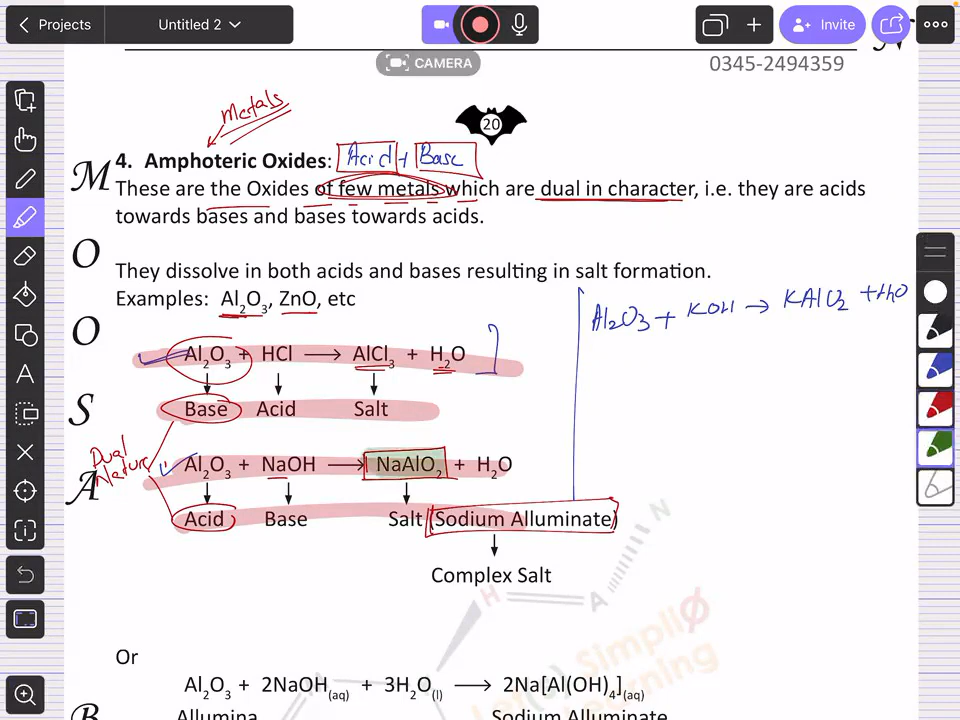 Projects
Untitled 2
Invite
CAMERA
0345-2494359
Metals
20
4. Amphoteric Oxides: Acid + Base
M
These are the Oxides of few metals which are dual in character, i.e. they are acids
towards bases and bases towards acids.
O
They dissolve in both acids and bases resulting in salt formation.
Examples: Al₂O₃, ZnO, etc
Al₂O₃ + KOH → KAlO₂ + H₂O
O
Al₂O₃ + HCl ⟶ AlCl₃ + H₂O
S
Base Acid Salt
Dual
Nature
Al₂O₃ + NaOH ⟶ NaAlO₂ + H₂O
A
Acid Base Salt (Sodium Alluminate)
Complex Salt
N
H
A
Simpli
Learning
Or
Al₂O₃ + 2NaOH(aq) + 3H₂O(l) ⟶ 2Na[Al(OH)₄](aq)
B
Allumina Sodium Alluminate